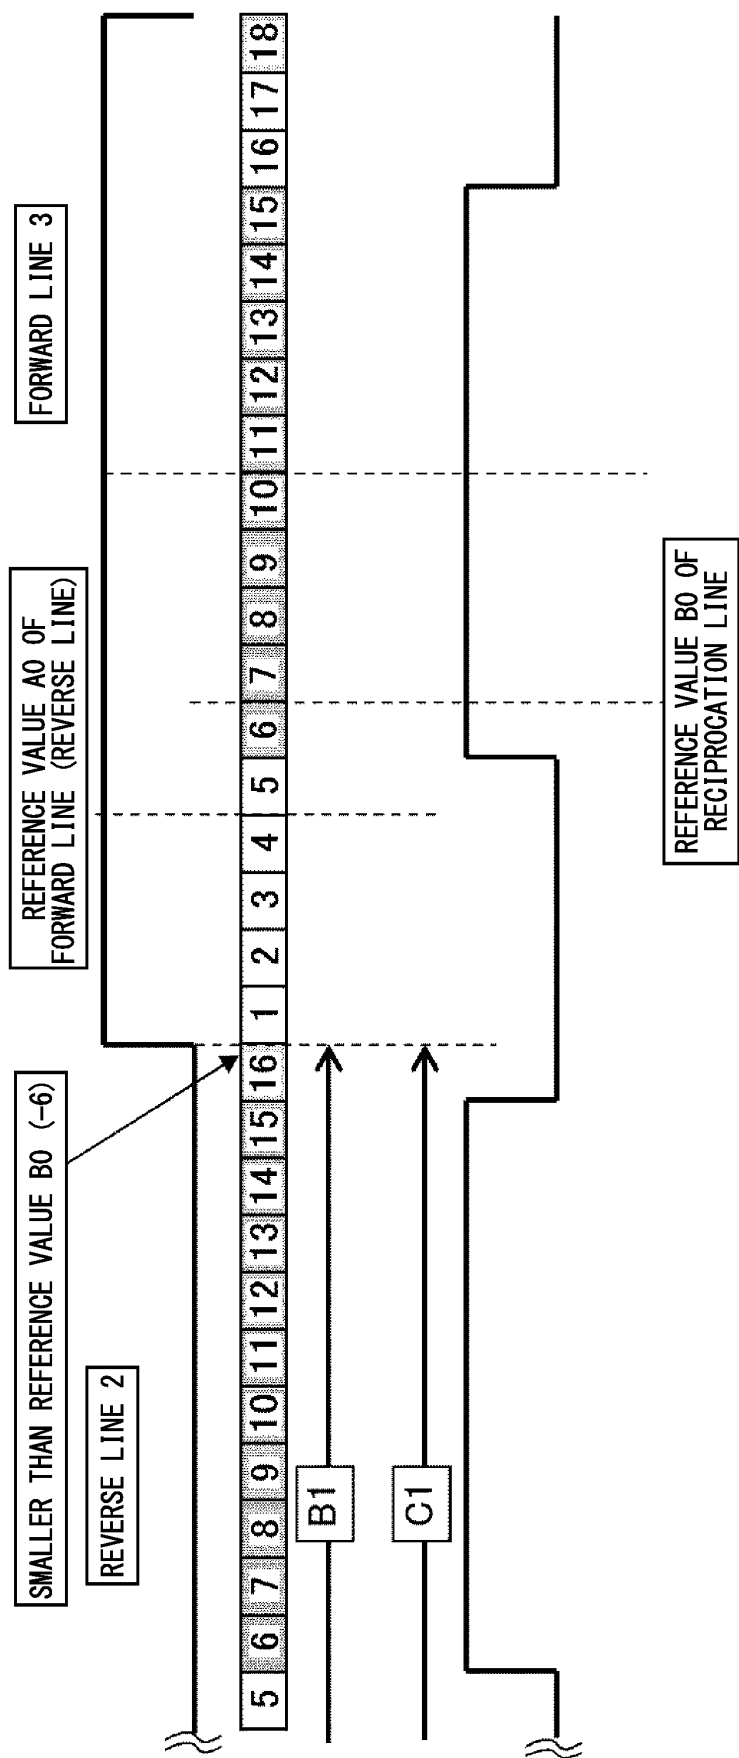 SMALLER THAN REFERENCE VALUE B0 (-6)
REVERSE LINE 2
REFERENCE VALUE A0 OF
FORWARD LINE (REVERSE LINE)
FORWARD LINE 3
5 6 7 8 9 10 11 12 13 14 15 16 1 2 3 4 5 6 7 8 9 10 11 12 13 14 15 16 17 18
B1
C1
REFERENCE VALUE B0 OF
RECIPROCATION LINE